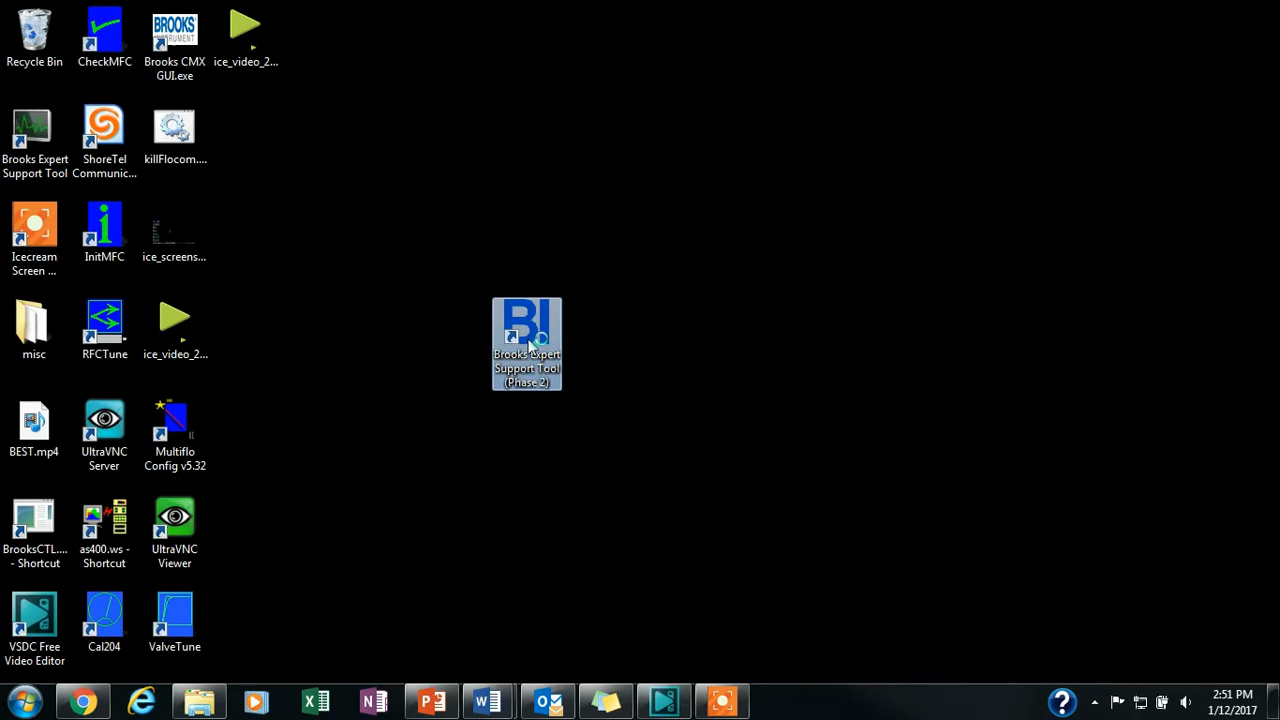 Recycle Bin
CheckMFC
BROOKS
INSTRUMENT
Brooks CMX
GUI.exe
ice_video_2...
Brooks Expert
Support Tool
ShoreTel
Communic...
killFlocom....
Icecream
Screen ...
InitMFC
ice_screens...
misc
RFCTune
ice_video_2...
BEST.mp4
UltraVNC
Server
Multiflo
Config v5.32
BrooksCTL....
- Shortcut
as400.ws -
Shortcut
UltraVNC
Viewer
VSDC Free
Video Editor
Cal204
ValveTune
BI
Brooks Expert
Support Tool
(Phase 2)
2:51 PM
1/12/2017